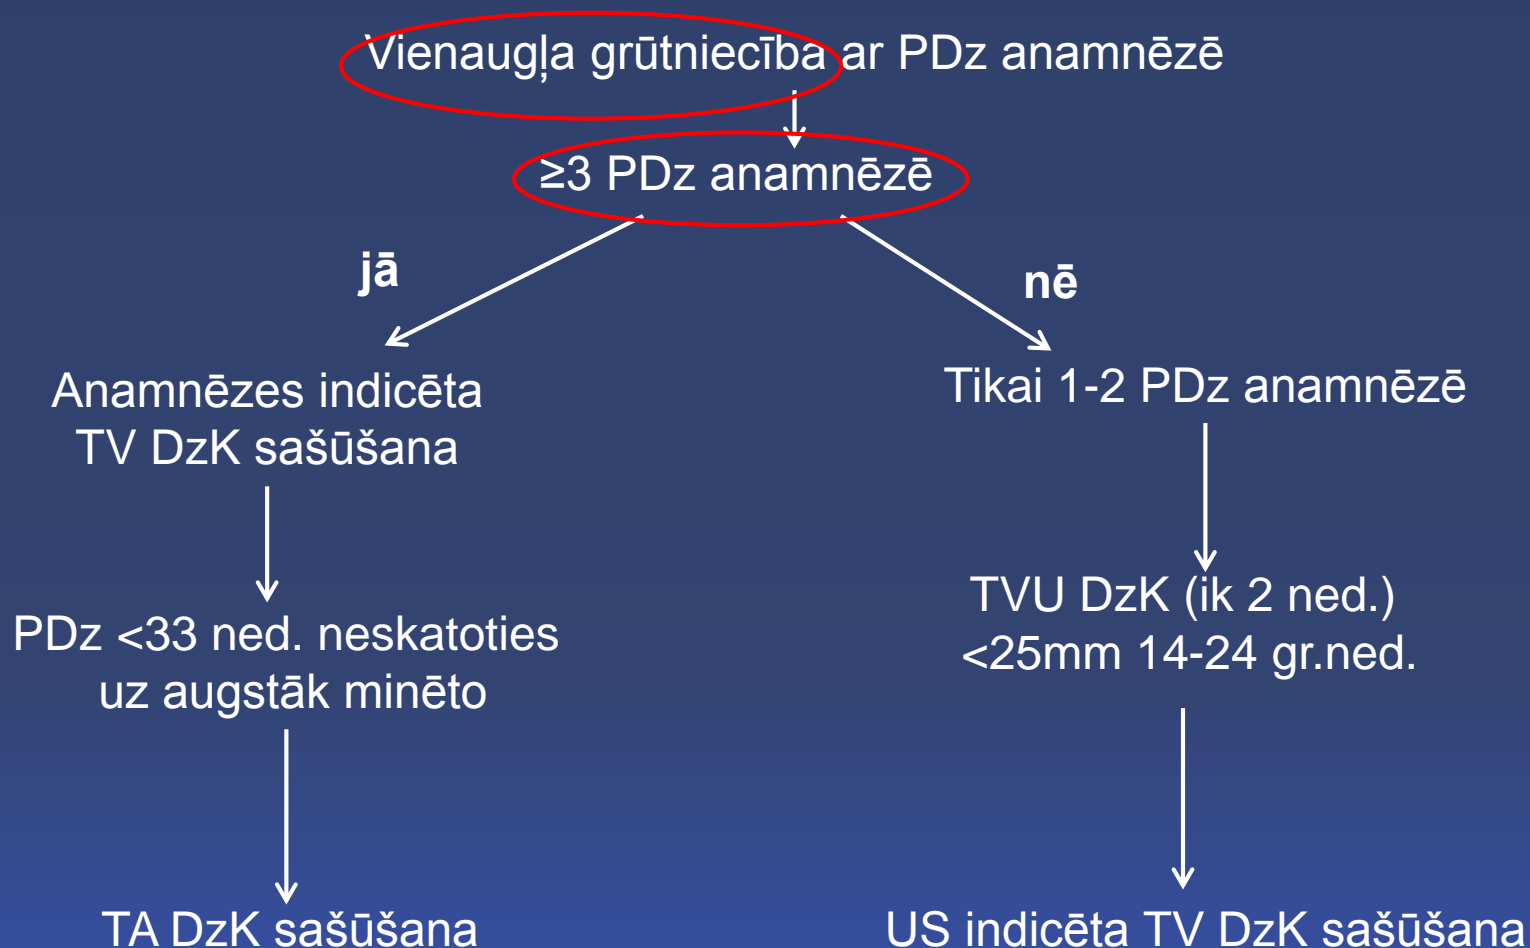 Vienaugļa grūtniecība ar PDz anamnēzē
≥3 PDz anamnēzē
jā
nē
Anamnēzes indicēta
TV DzK sašūšana
Tikai 1-2 PDz anamnēzē
PDz <33 ned. neskatoties
uz augstāk minēto
TVU DzK (ik 2 ned.)
<25mm 14-24 gr.ned.
TA DzK sašūšana
US indicēta TV DzK sašūšana